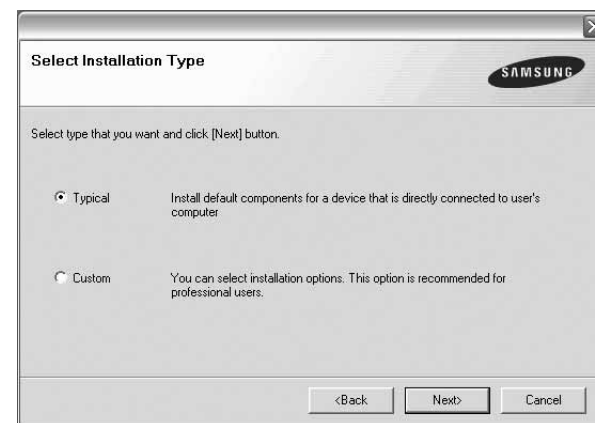 Select Installation Type
SAMSUNG
Select type that you want and click [Next] button.
Typical
Install default components for a device that is directly connected to user's
computer
Custom
You can select installation options. This option is recommended for
professional users.
<Back
Next>
Cancel